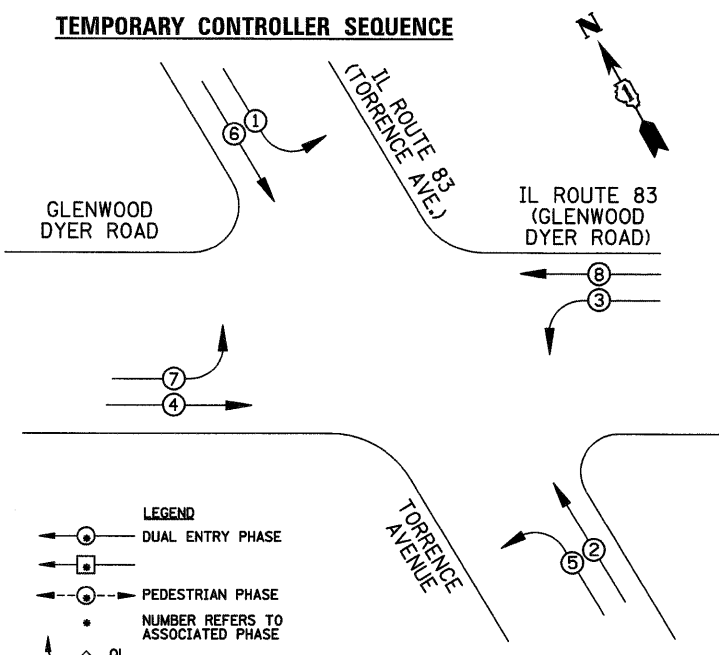 TEMPORARY CONTROLLER SEQUENCE
N
1
IL ROUTE 83
(TORRENCE AVE.)
1
6
GLENWOOD
DYER ROAD
IL ROUTE 83
(GLENWOOD
DYER ROAD)
8
3
7
4
TORRENCE
AVENUE
5
2
LEGEND
* DUAL ENTRY PHASE
*
* PEDESTRIAN PHASE
* NUMBER REFERS TO
ASSOCIATED PHASE
OL